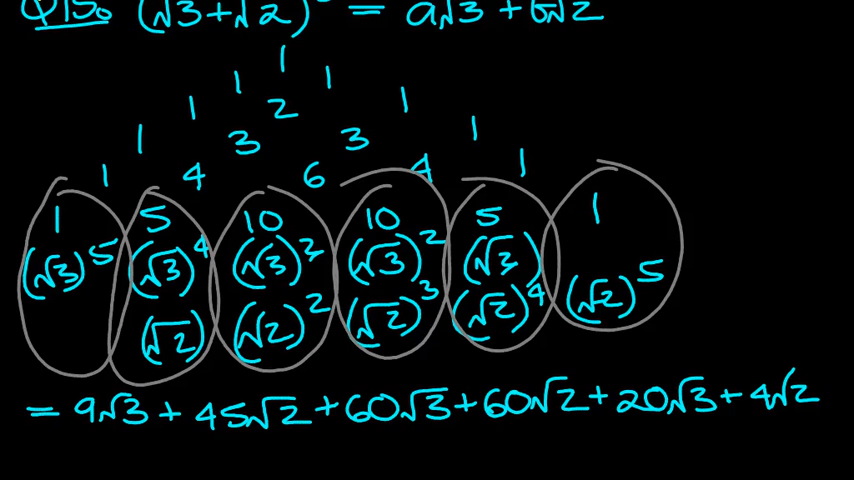 Q15. (√3+√2) = a√3 + b√2
1
1 1
1 2 1
1 3 3 1
1 4 6 4 1
1 5 10 10 5 1
(√3)⁵ (√3)⁴ (√3)³ (√3)² (√3)
(√2) (√2)² (√2)³ (√2)⁴ (√2)⁵
= 9√3 + 45√2 + 60√3 + 60√2 + 20√3 + 4√2